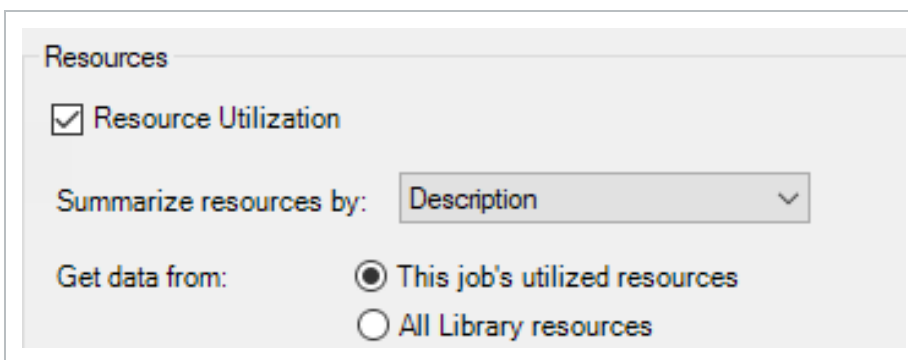 Resources
Resource Utilization
Summarize resources by: Description
Get data from: This job's utilized resources
All Library resources